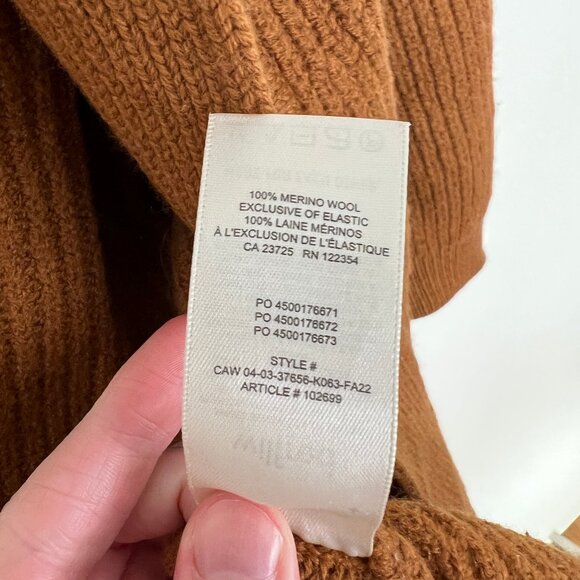 100% MERINO WOOL
EXCLUSIVE OF ELASTIC
100% LAINE MÉRINOS
À L'EXCLUSION DE L'ÉLASTIQUE
CA 23725 RN 122354
PO 4500176671
PO 4500176672
PO 4500176673
STYLE #
CAW 04-03-37656-K063-FA22
ARTICLE # 102699